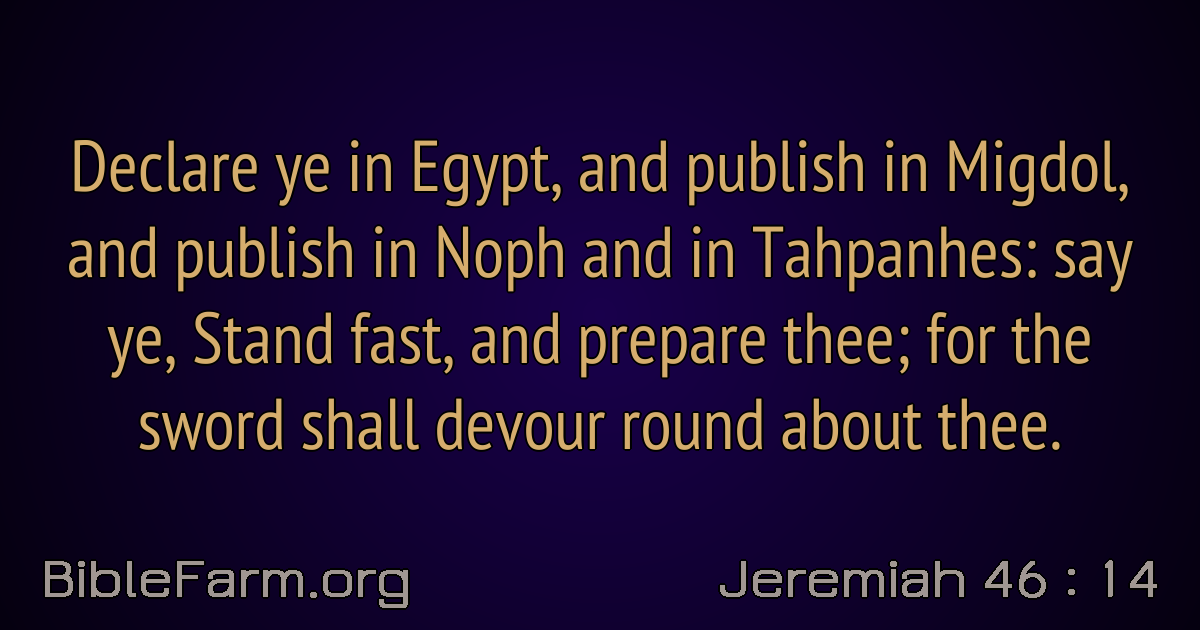 Declare ye in Egypt, and publish in Migdol,
and publish in Noph and in Tahpanhes: say
ye, Stand fast, and prepare thee; for the
sword shall devour round about thee.
BibleFarm.org
Jeremiah 46 : 14